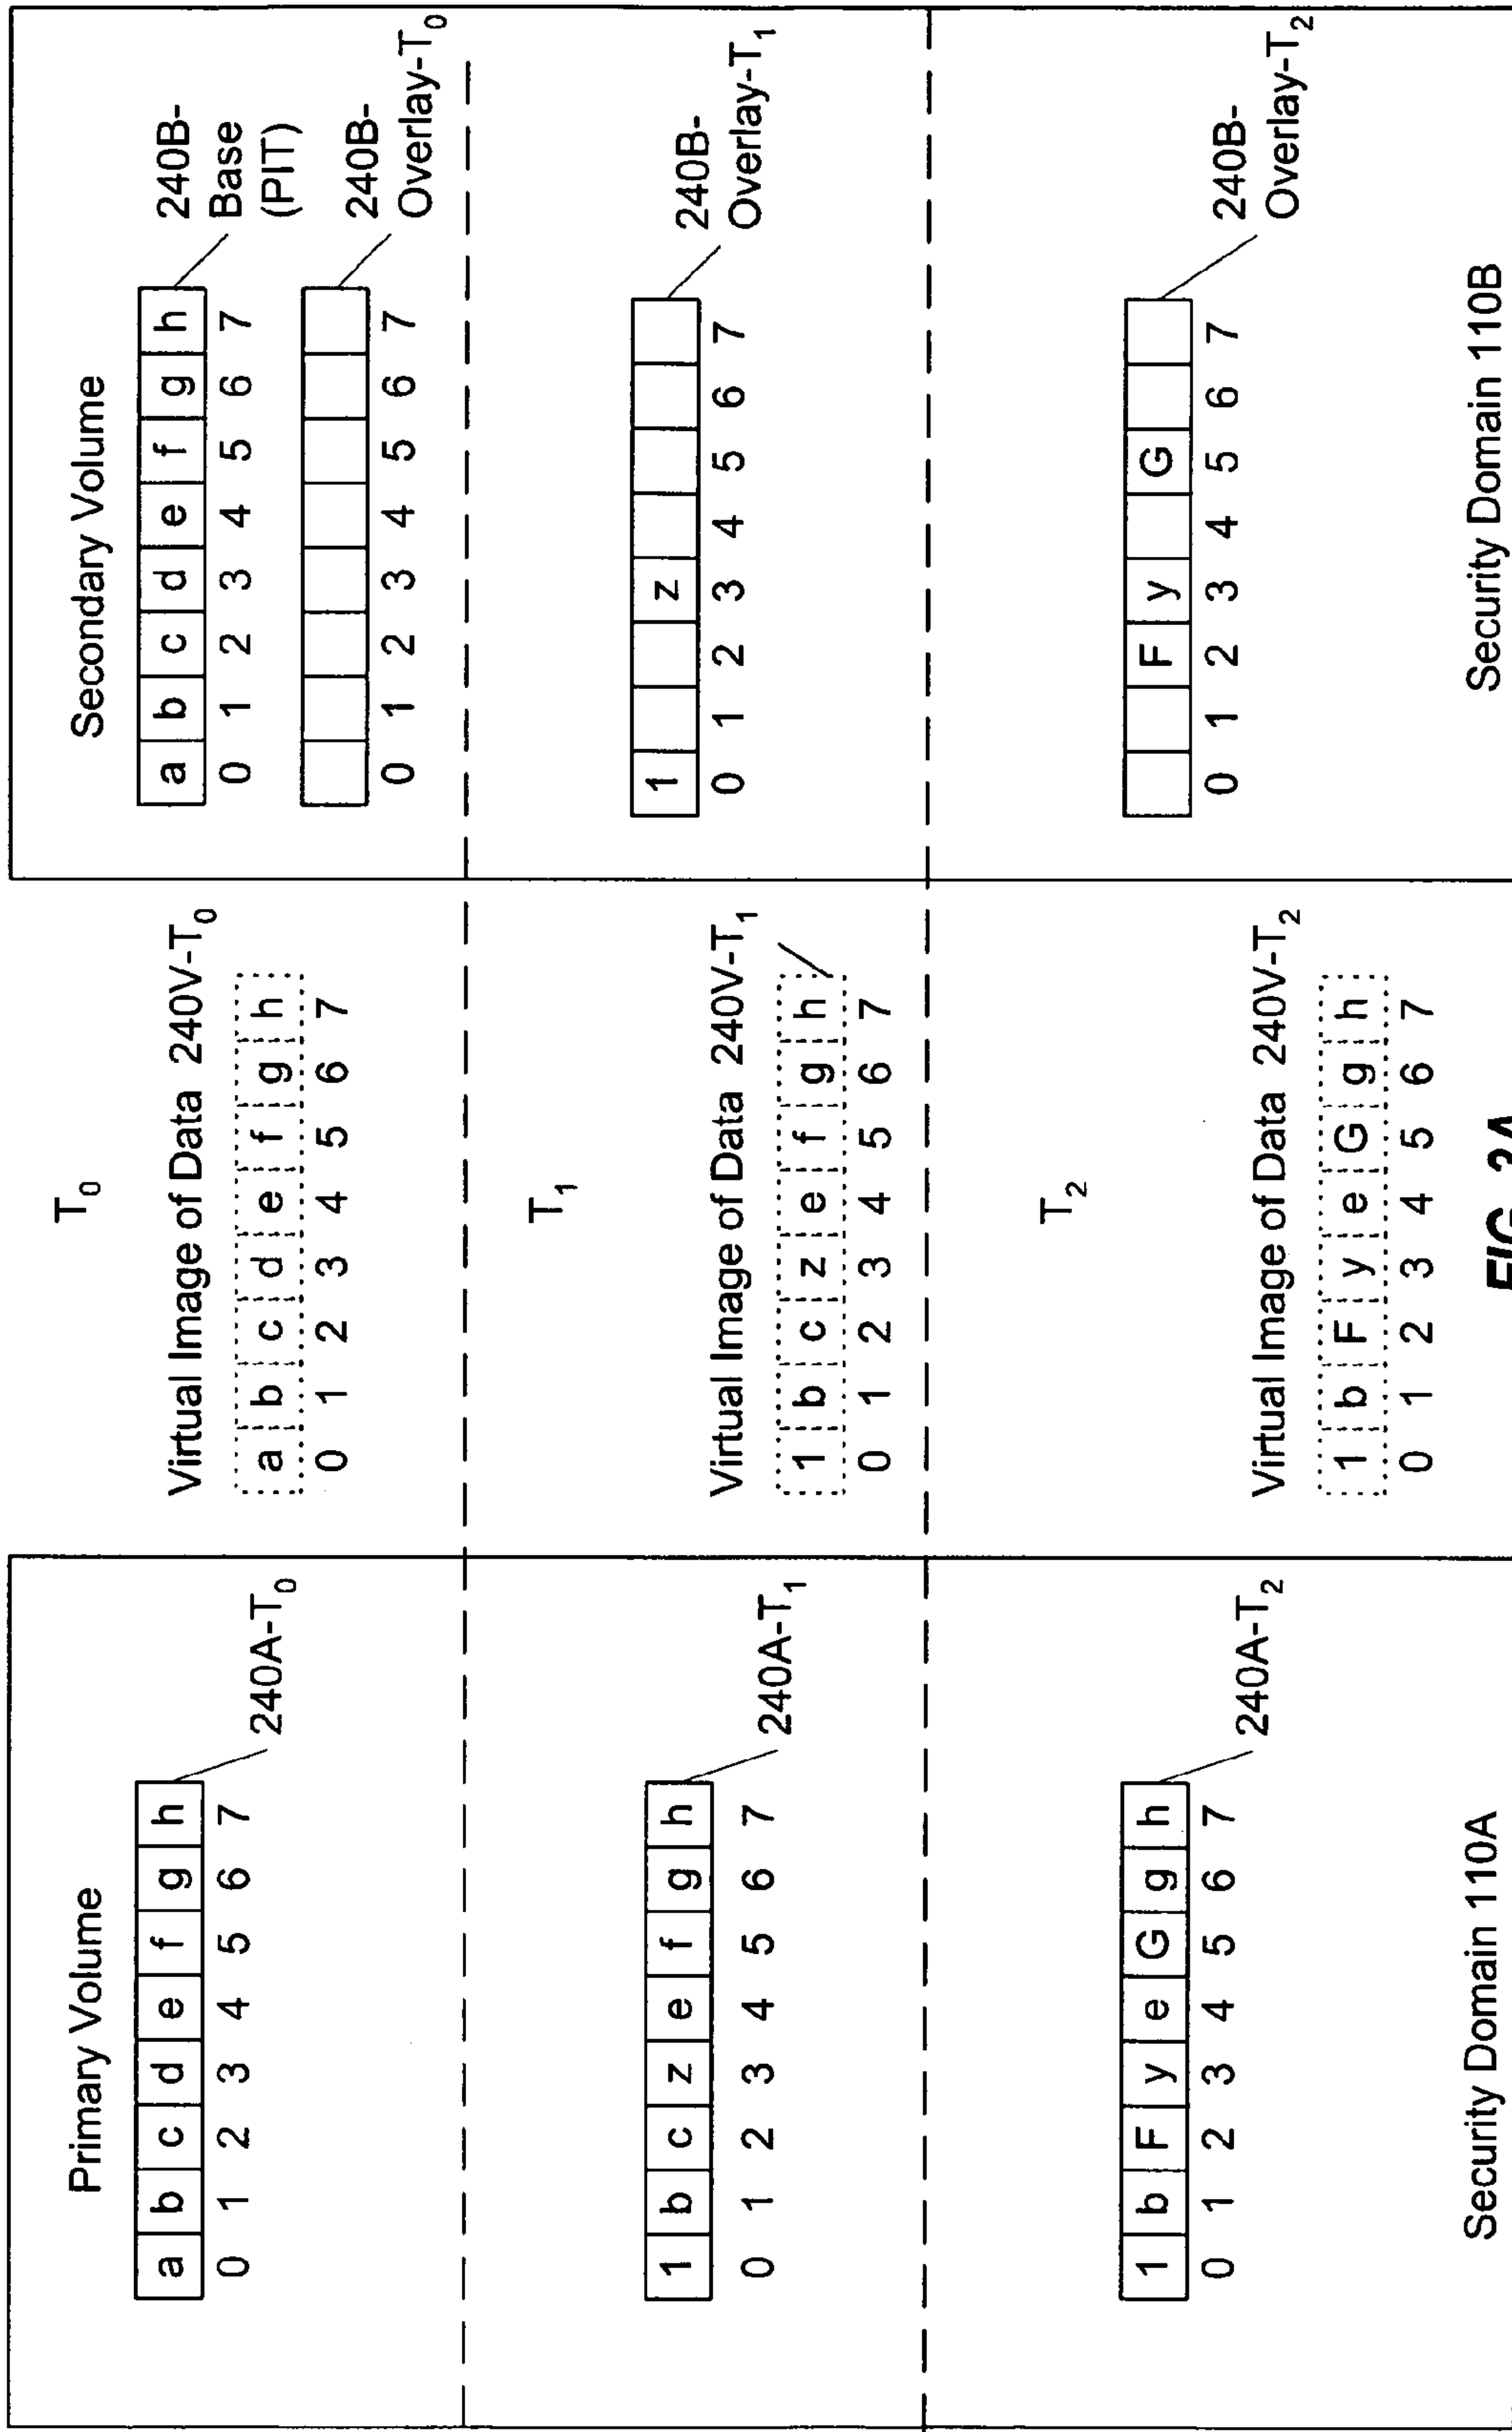 Primary Volume
a b c d e f g h
0 1 2 3 4 5 6 7
240A-T0
1 b c z e f g h
0 1 2 3 4 5 6 7
240A-T1
1 b F y e G g h
0 1 2 3 4 5 6 7
240A-T2
Security Domain 110A
T0
Virtual Image of Data 240V-T0
a b c d e f g h
0 1 2 3 4 5 6 7
T1
Virtual Image of Data 240V-T1
1 b c z e f g h
0 1 2 3 4 5 6 7
T2
Virtual Image of Data 240V-T2
1 b F y e G g h
0 1 2 3 4 5 6 7
Secondary Volume
a b c d e f g h
0 1 2 3 4 5 6 7
240B-
Base
(PIT)
0 1 2 3 4 5 6 7
240B-
Overlay-T0
1 z
0 1 2 3 4 5 6 7
240B-
Overlay-T1
F y G
0 1 2 3 4 5 6 7
240B-
Overlay-T2
Security Domain 110B